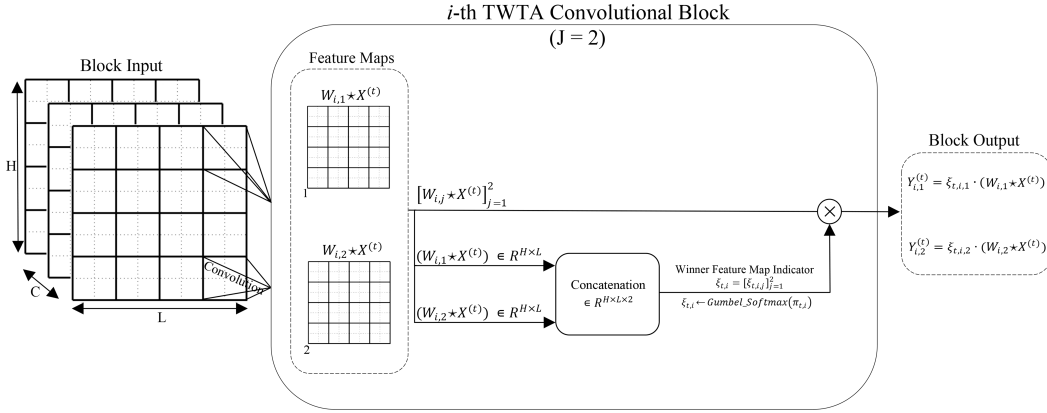 i-th TWTA Convolutional Block
(J = 2)
Block Input
H
C
L
Convolution
Feature Maps
W_{i,1}⋆X^{(t)}
1
W_{i,2}⋆X^{(t)}
2
[W_{i,j}⋆X^{(t)}]_{j=1}^{2}
(W_{i,1}⋆X^{(t)}) ∈ R^{H×L}
(W_{i,2}⋆X^{(t)}) ∈ R^{H×L}
Concatenation
∈ R^{H×L×2}
Winner Feature Map Indicator
ξ_{t,i} = [ξ_{t,i,j}]_{j=1}^{2}
ξ_{t,i} ← Gumbel_Softmax(π_{t,i})
Block Output
Y_{i,1}^{(t)} = ξ_{t,i,1} · (W_{i,1}⋆X^{(t)})
Y_{i,2}^{(t)} = ξ_{t,i,2} · (W_{i,2}⋆X^{(t)})